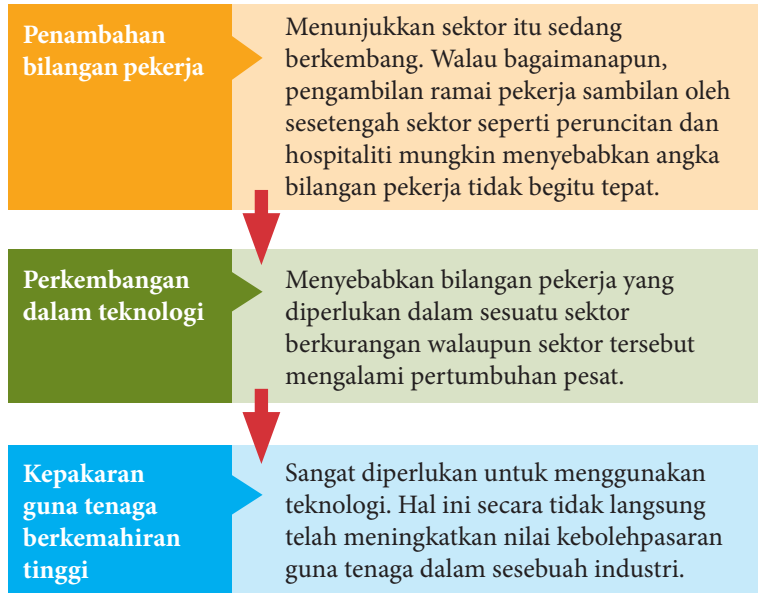 Penambahan
bilangan pekerja
Menunjukkan sektor itu sedang
berkembang. Walau bagaimanapun,
pengambilan ramai pekerja sambilan oleh
sesetengah sektor seperti peruncitan dan
hospitaliti mungkin menyebabkan angka
bilangan pekerja tidak begitu tepat.
Perkembangan
dalam teknologi
Menyebabkan bilangan pekerja yang
diperlukan dalam sesuatu sektor
berkurangan walaupun sektor tersebut
mengalami pertumbuhan pesat.
Kepakaran
guna tenaga
berkemahiran
tinggi
Sangat diperlukan untuk menggunakan
teknologi. Hal ini secara tidak langsung
telah meningkatkan nilai kebolehpasaran
guna tenaga dalam sesebuah industri.